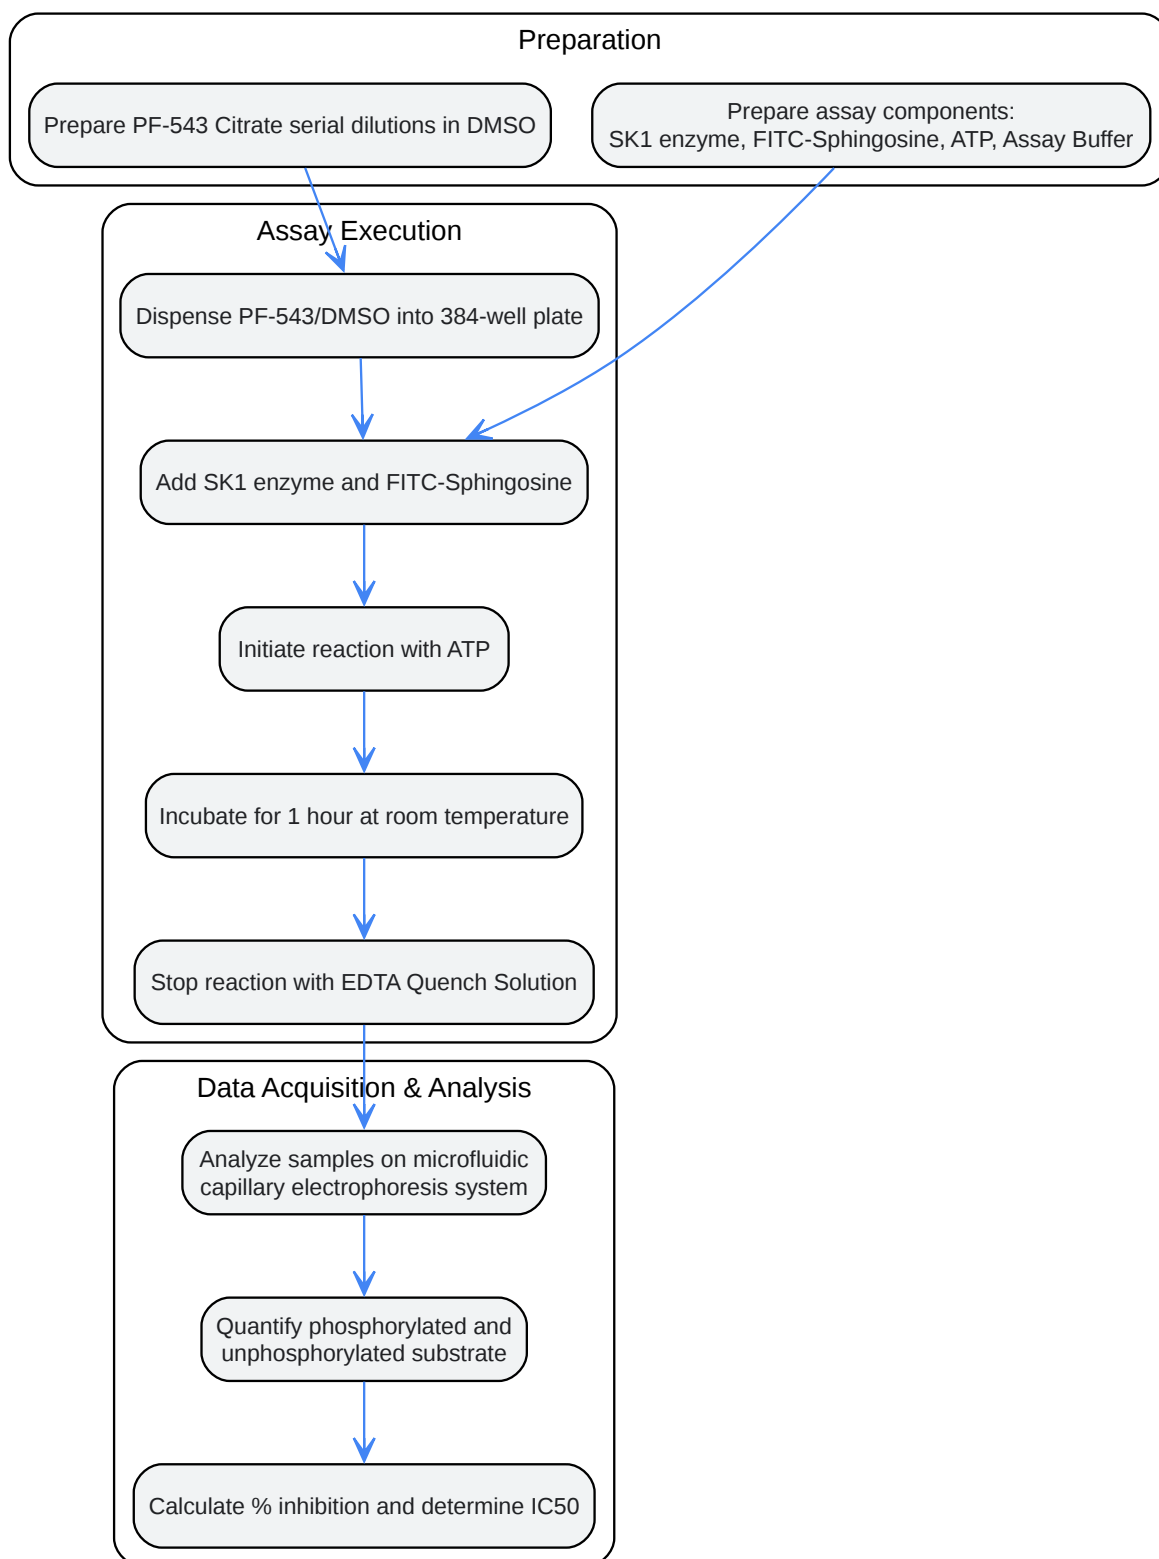 Preparation
Prepare PF-543 Citrate serial dilutions in DMSO
Prepare assay components:
SK1 enzyme, FITC-Sphingosine, ATP, Assay Buffer
Assay Execution
Dispense PF-543/DMSO into 384-well plate
Add SK1 enzyme and FITC-Sphingosine
Initiate reaction with ATP
Incubate for 1 hour at room temperature
Stop reaction with EDTA Quench Solution
Data Acquisition & Analysis
Analyze samples on microfluidic
capillary electrophoresis system
Quantify phosphorylated and
unphosphorylated substrate
Calculate % inhibition and determine IC50